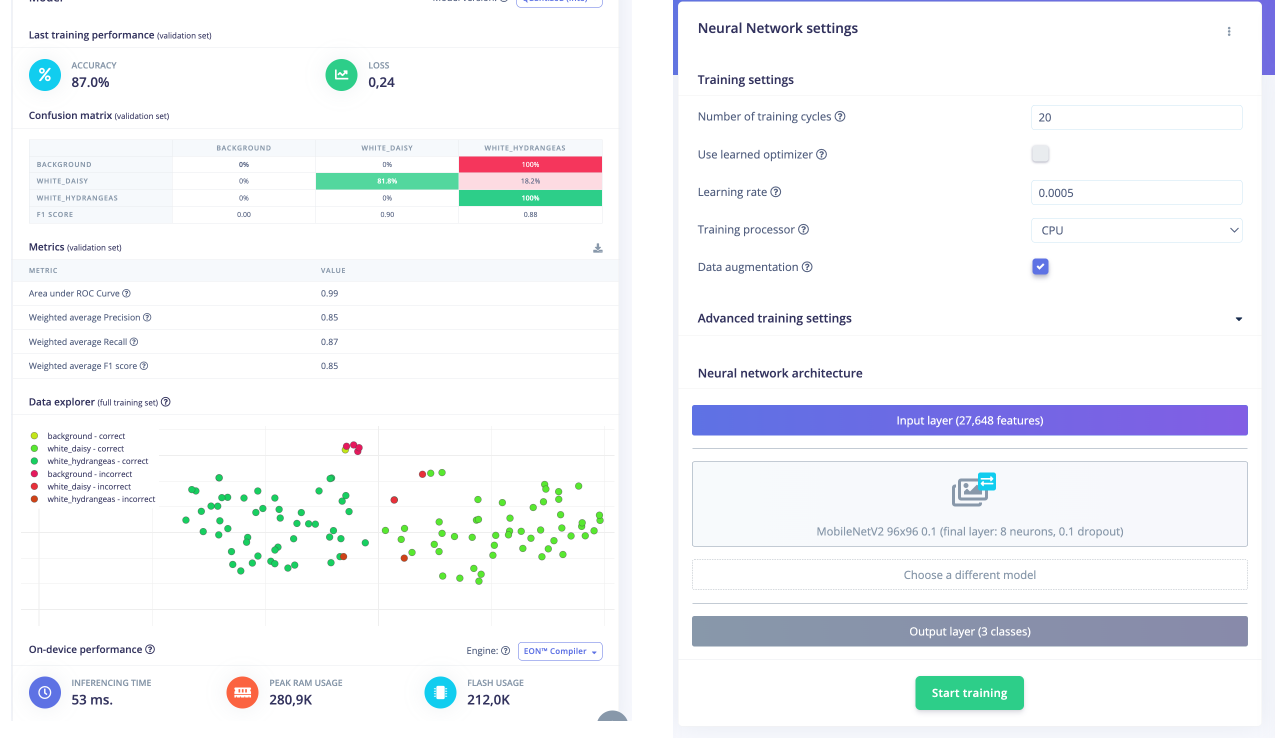 Last training performance (validation set)
ACCURACY
87.0%
LOSS
0,24
Confusion matrix (validation set)
BACKGROUND WHITE_DAISY WHITE_HYDRANGEAS
BACKGROUND 0% 0% 100%
WHITE_DAISY 0% 81.8% 18.2%
WHITE_HYDRANGEAS 0% 0% 100%
F1 SCORE 0.00 0.90 0.88
Metrics (validation set)
METRIC VALUE
Area under ROC Curve 0.99
Weighted average Precision 0.85
Weighted average Recall 0.87
Weighted average F1 score 0.85
Data explorer (full training set)
background - correct
white_daisy - correct
white_hydrangeas - correct
background - incorrect
white_daisy - incorrect
white_hydrangeas - incorrect
On-device performance
Engine: EON™ Compiler
INFERENCING TIME
53 ms.
PEAK RAM USAGE
280,9K
FLASH USAGE
212,0K
Neural Network settings
Training settings
Number of training cycles 20
Use learned optimizer
Learning rate 0.0005
Training processor CPU
Data augmentation
Advanced training settings
Neural network architecture
Input layer (27,648 features)
MobileNetV2 96x96 0.1 (final layer: 8 neurons, 0.1 dropout)
Choose a different model
Output layer (3 classes)
Start training